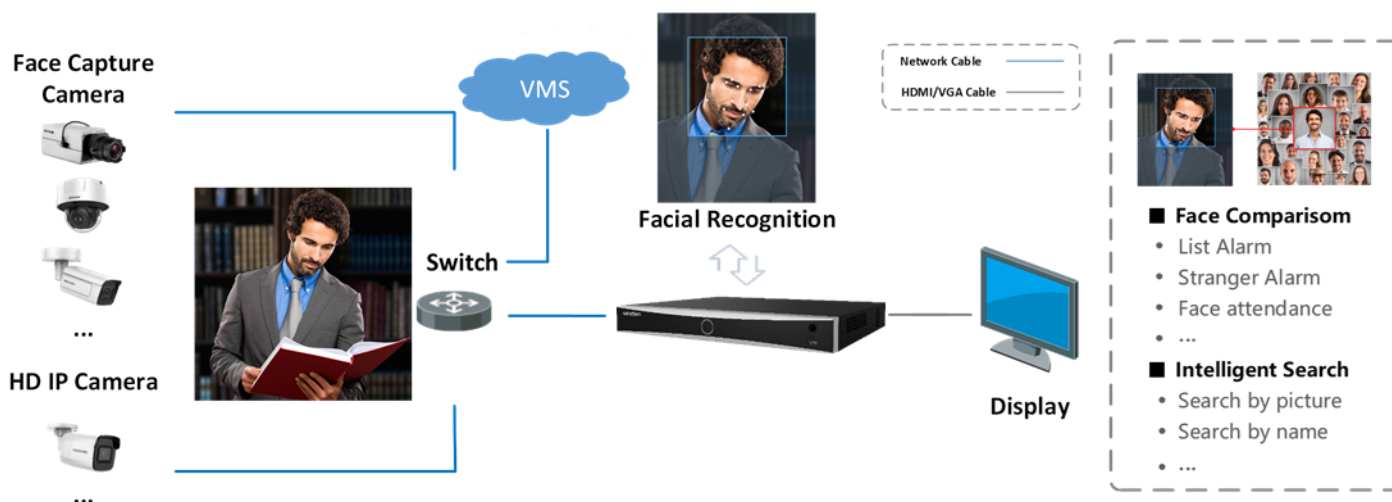 Face Capture
Camera
...
HD IP Camera
...
Switch
VMS
Facial Recognition
Network Cable
HDMI/VGA Cable
Display
■ Face Comparisom
• List Alarm
• Stranger Alarm
• Face attendance
• ...
■ Intelligent Search
• Search by picture
• Search by name
• ...